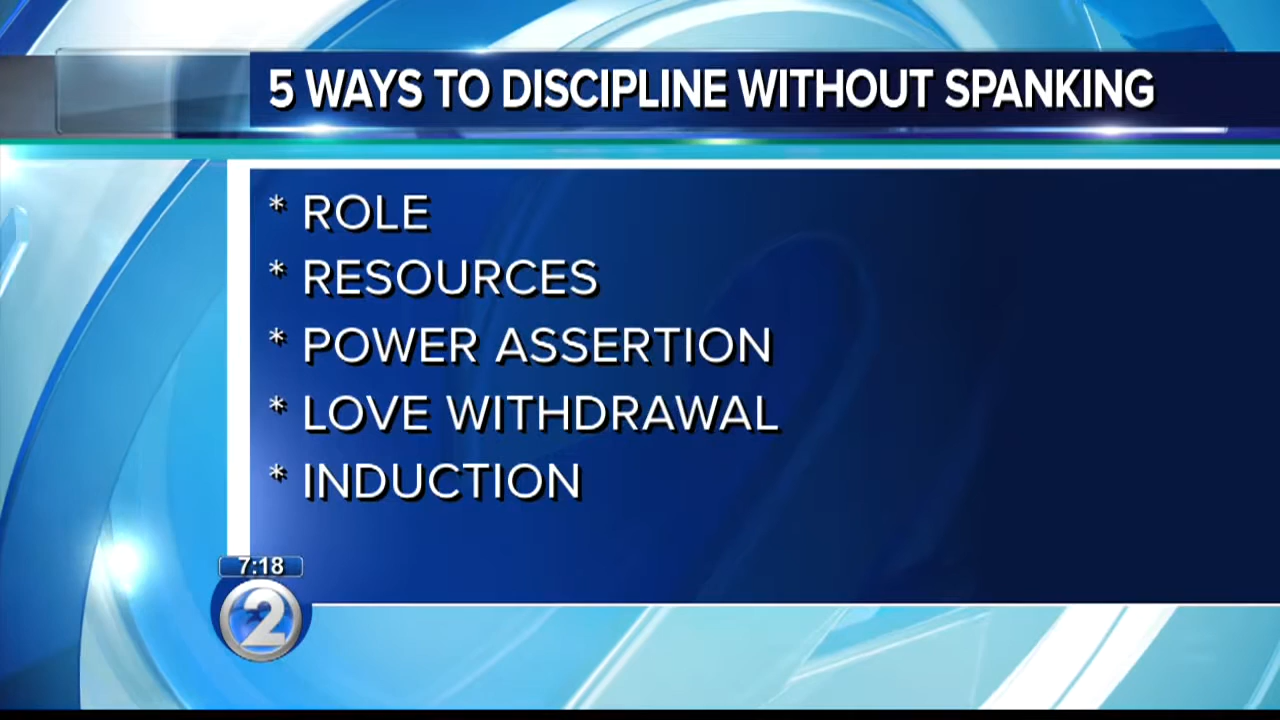 5 WAYS TO DISCIPLINE WITHOUT SPANKING
* ROLE
* RESOURCES
* POWER ASSERTION
* LOVE WITHDRAWAL
* INDUCTION
7:18
2